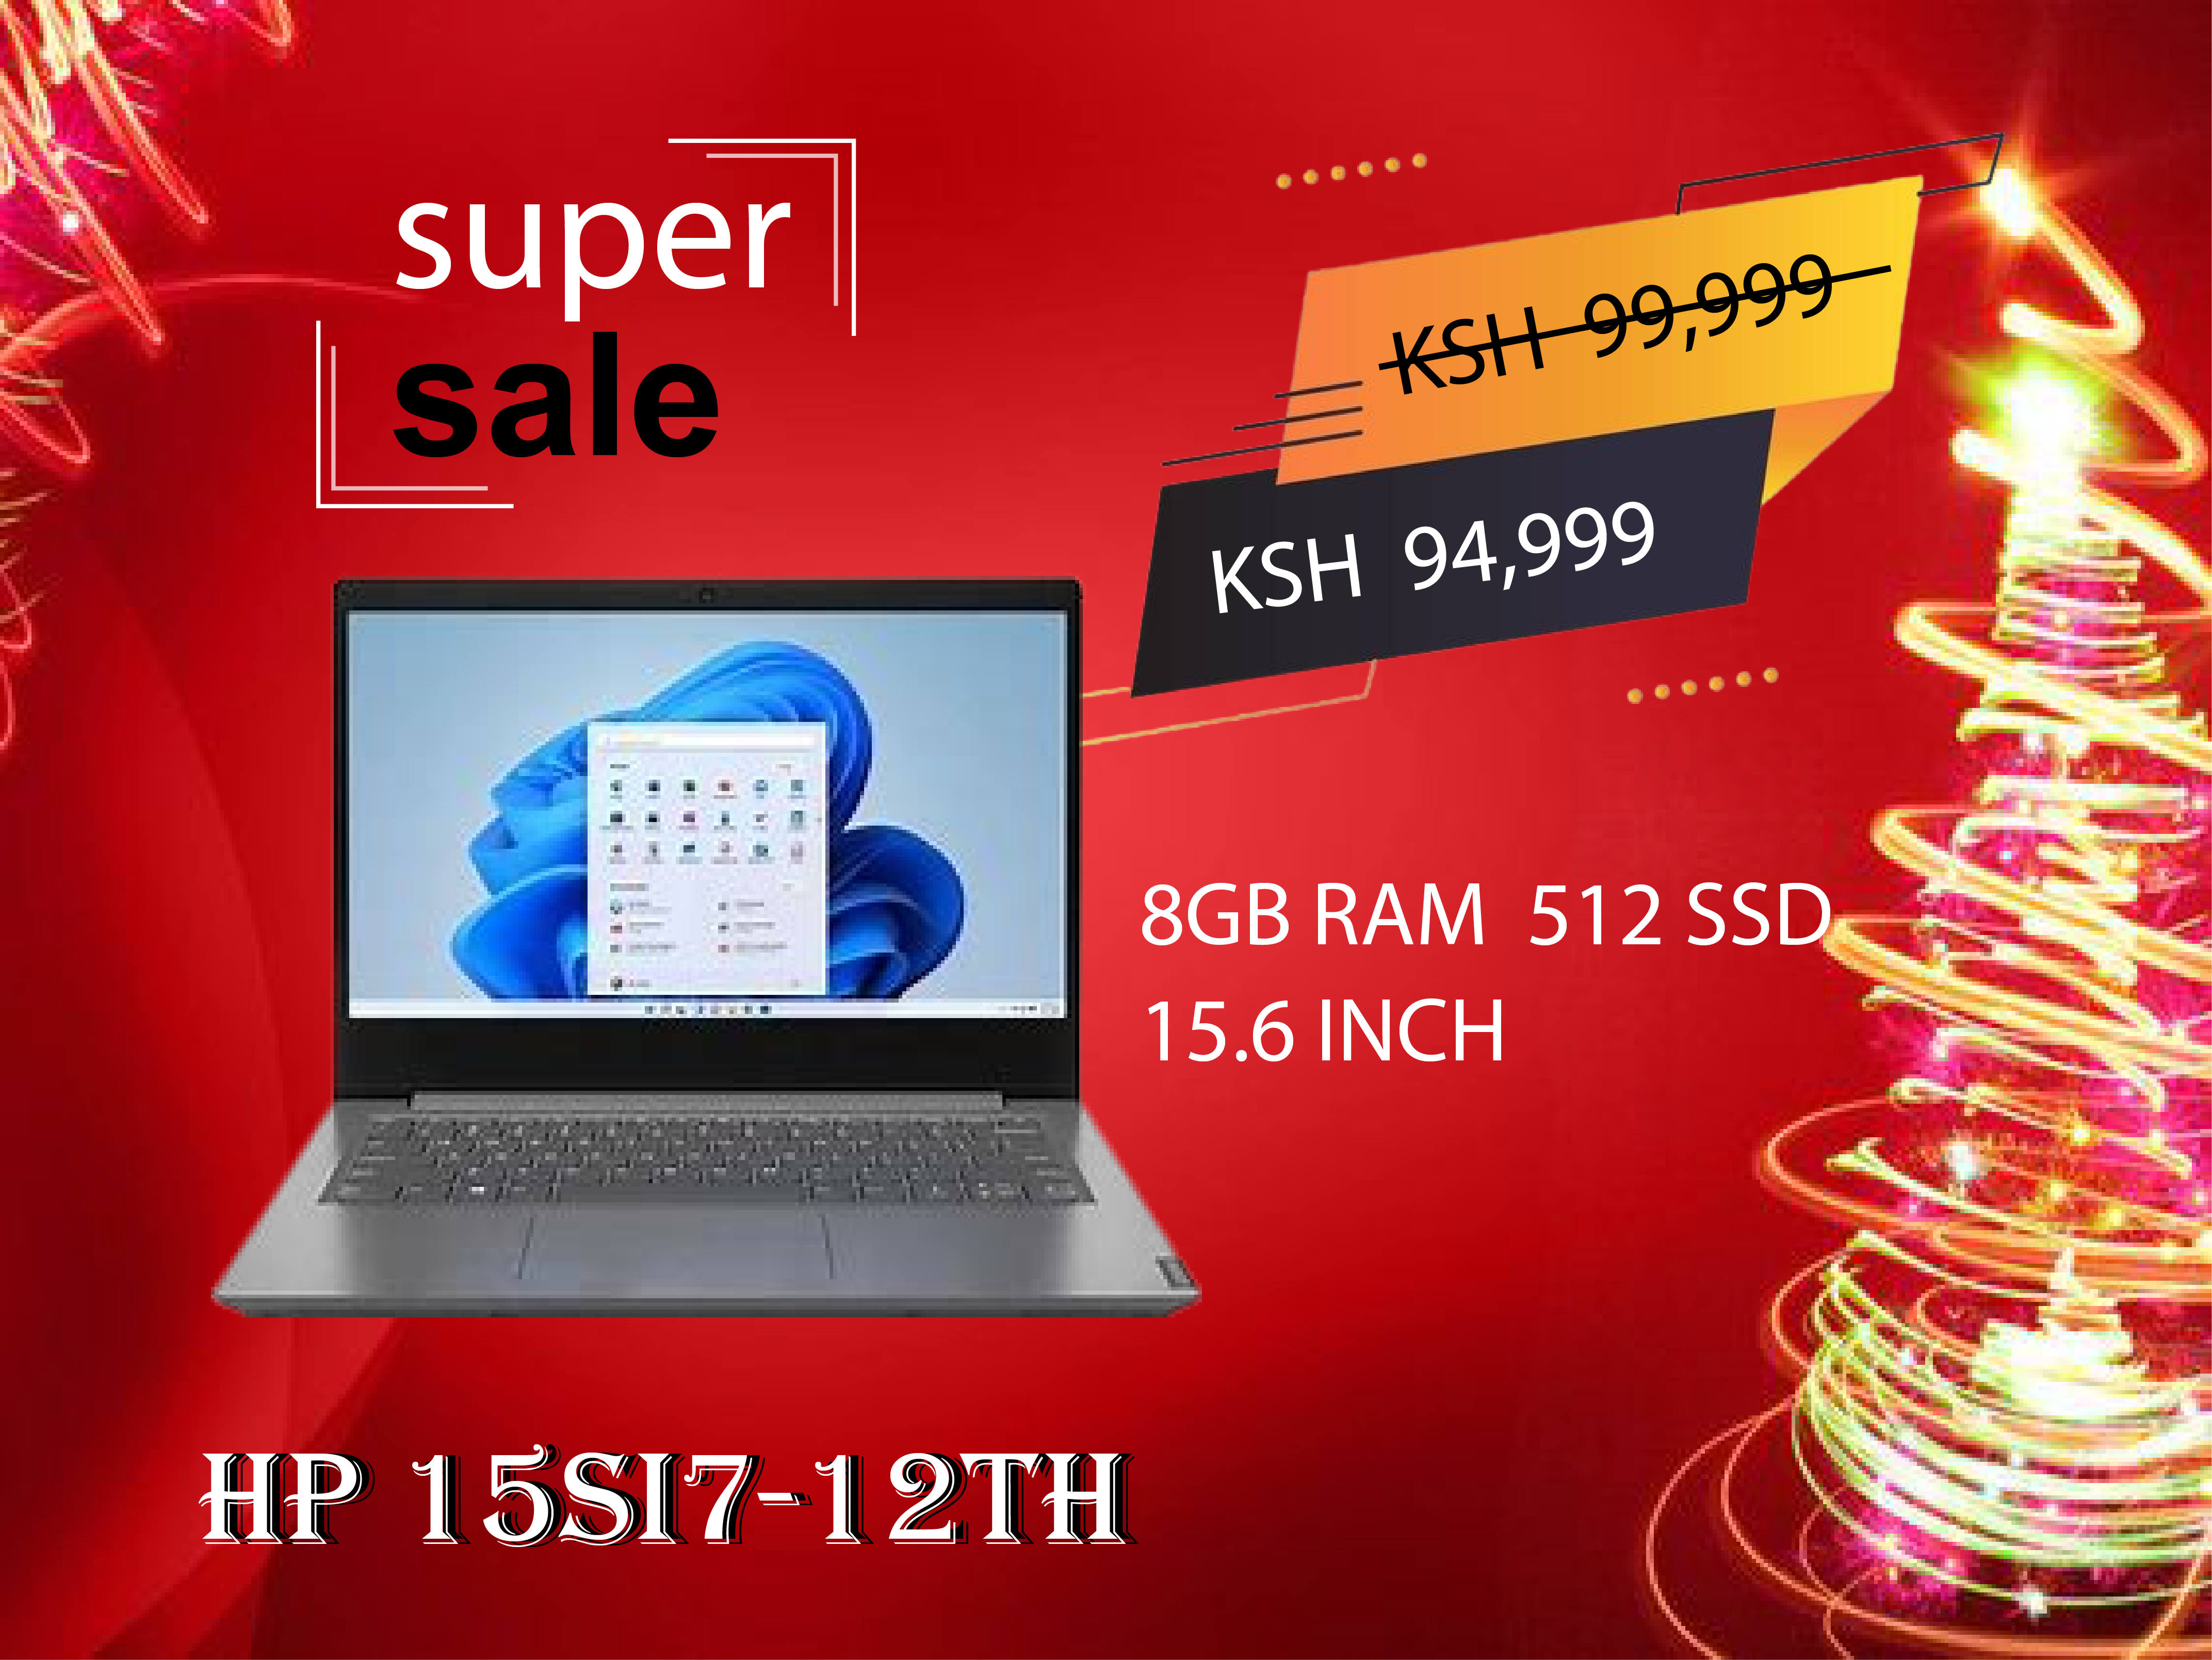 super
sale
KSH 99,999
KSH 94,999
8GB RAM 512 SSD
15.6 INCH
HP 15SI7-12TH